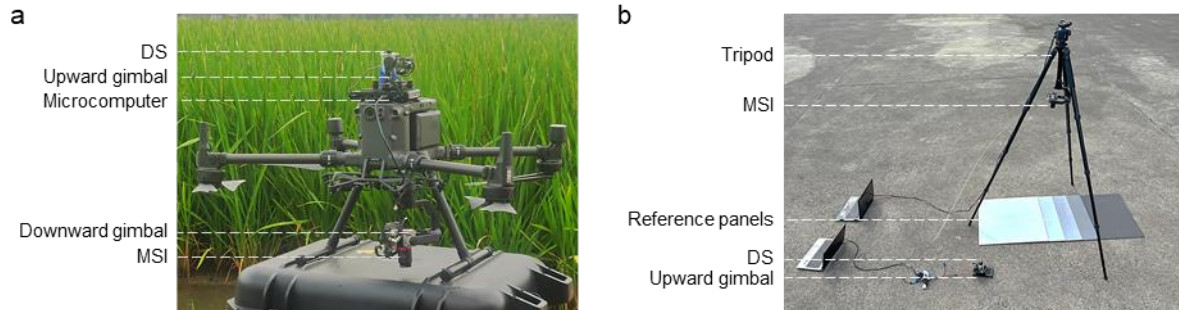 a
DS
Upward gimbal
Microcomputer
Downward gimbal
MSI
b
Tripod
MSI
Reference panels
DS
Upward gimbal